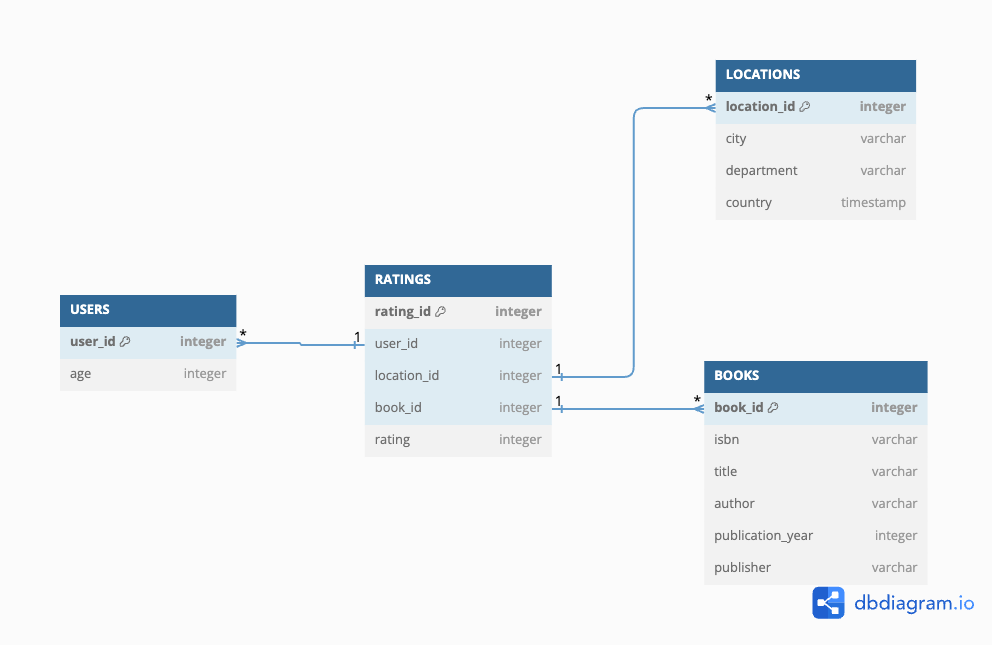 LOCATIONS
location_id integer
city varchar
department varchar
country timestamp
RATINGS
rating_id integer
user_id integer
location_id integer
book_id integer
rating integer
USERS
user_id integer
age integer
BOOKS
book_id integer
isbn varchar
title varchar
author varchar
publication_year integer
publisher varchar
* 1
1 *
1 *
dbdiagram.io